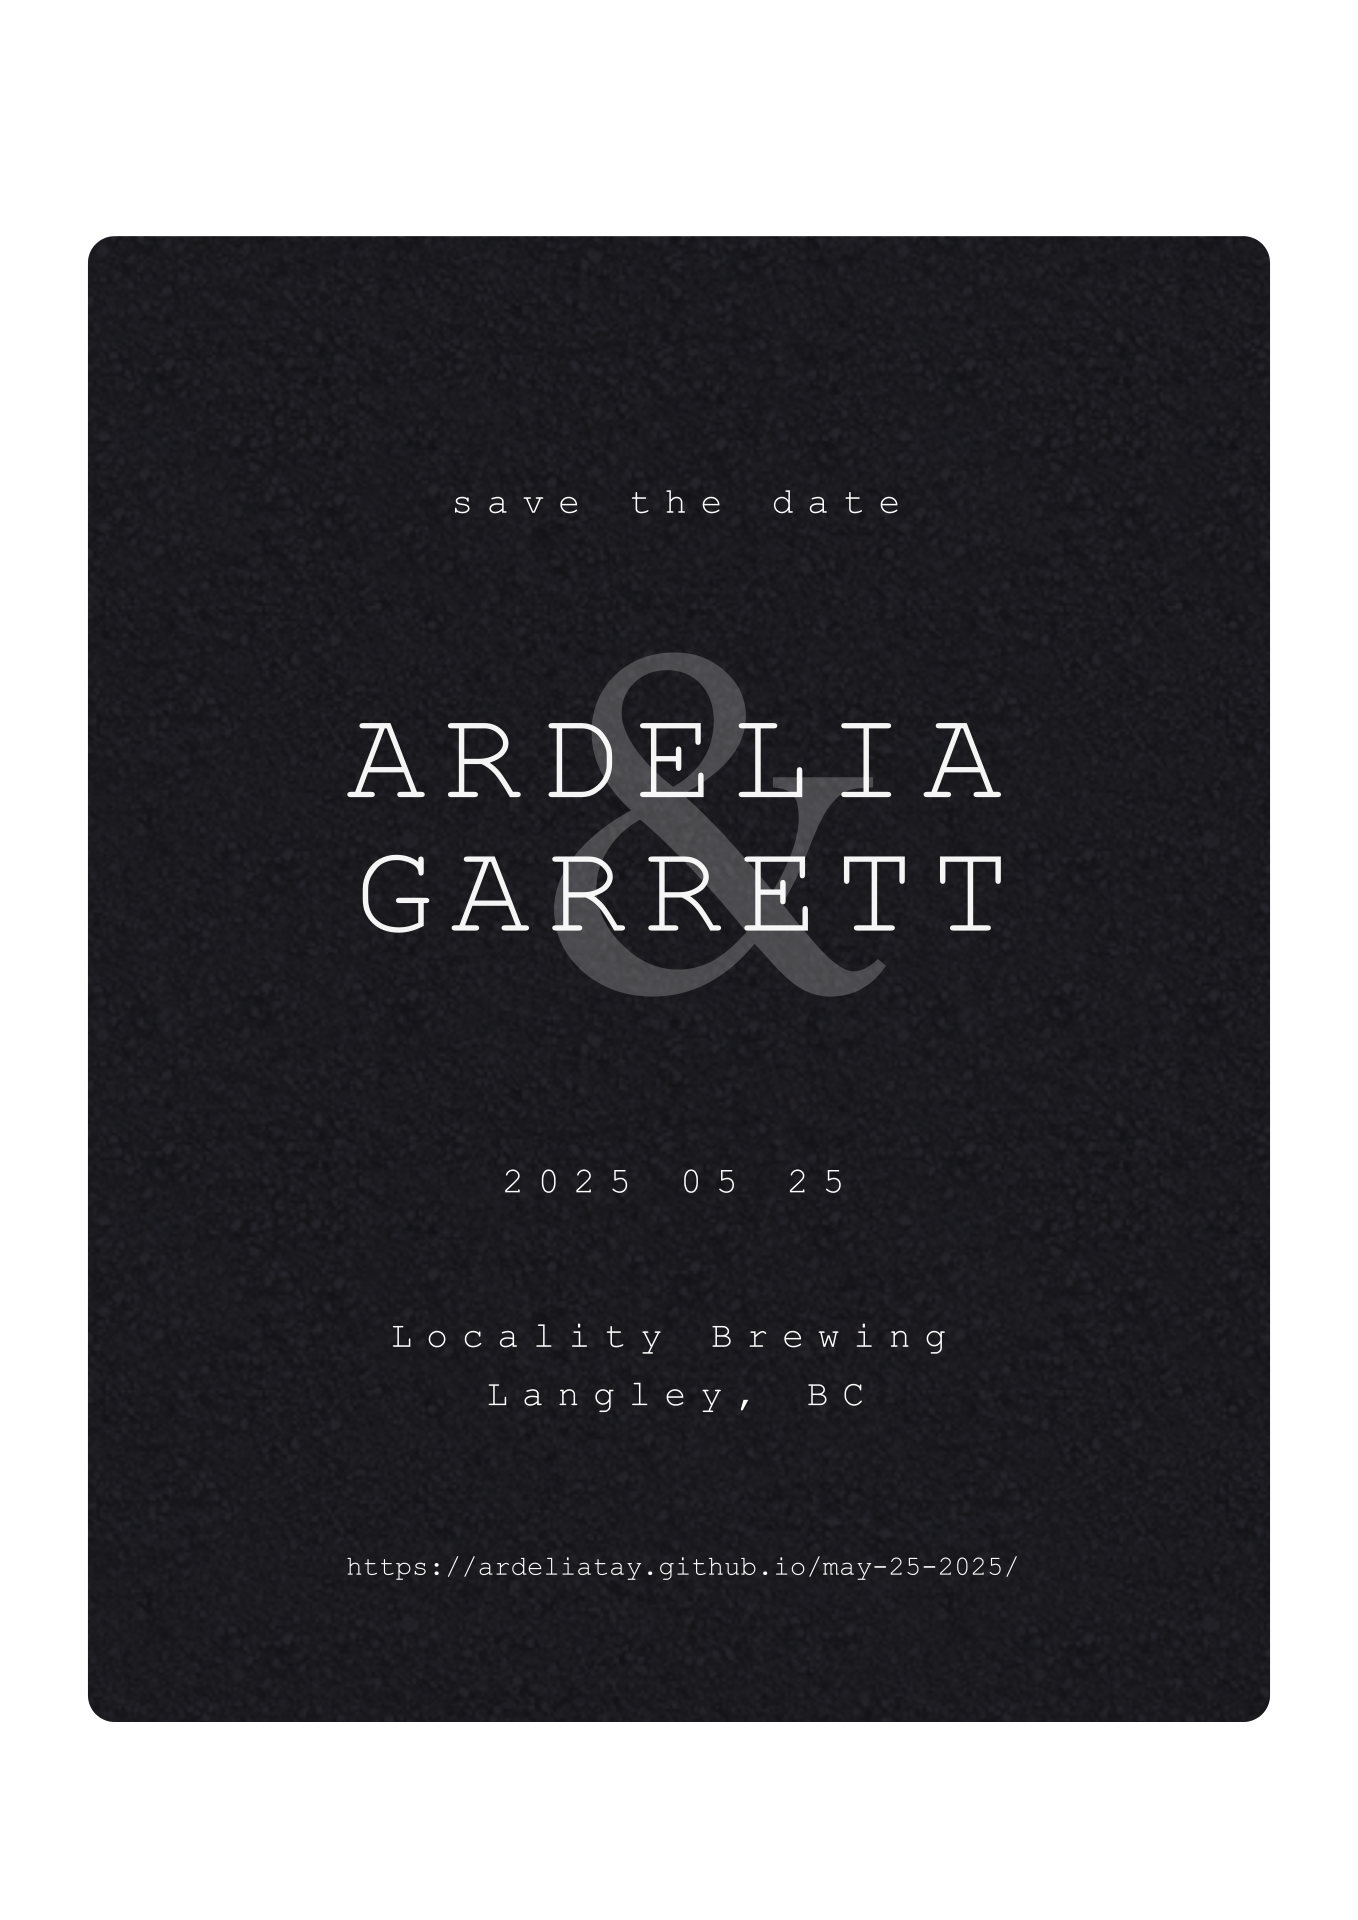 save the date
&
ARDELIA
GARRETT
2025 05 25
Locality Brewing
Langley, BC
https://ardeliatay.github.io/may-25-2025/